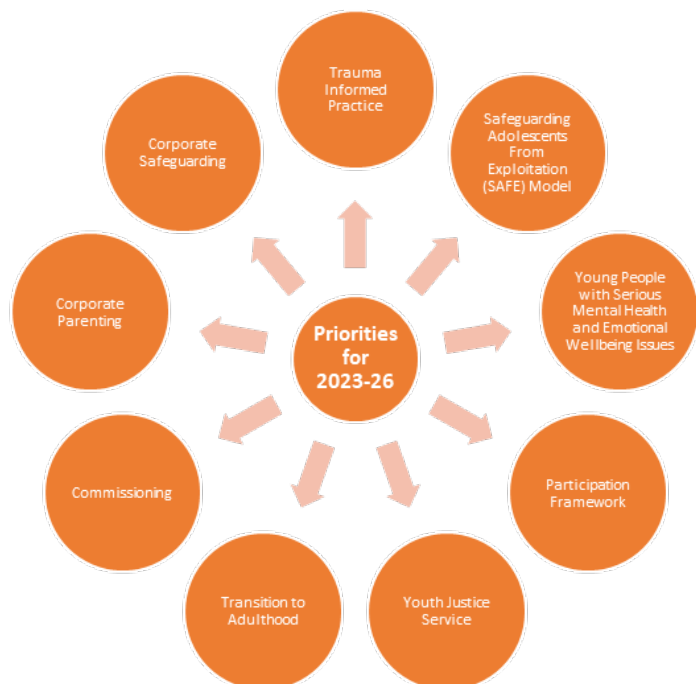 Trauma
Informed
Practice
Safeguarding
Adolescents
From
Exploitation
(SAFE) Model
Young People
with Serious
Mental Health
and Emotional
Wellbeing Issues
Participation
Framework
Youth Justice
Service
Transition to
Adulthood
Commissioning
Corporate
Parenting
Corporate
Safeguarding
Priorities
for
2023-26